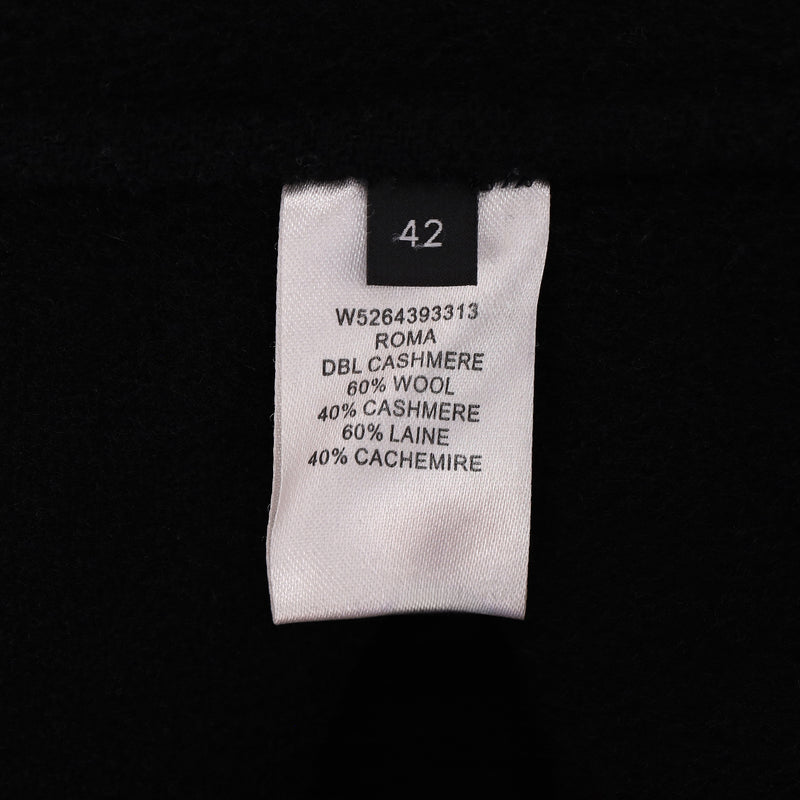 42
W5264393313
ROMA
DBL CASHMERE
60% WOOL
40% CASHMERE
60% LAINE
40% CACHEMIRE